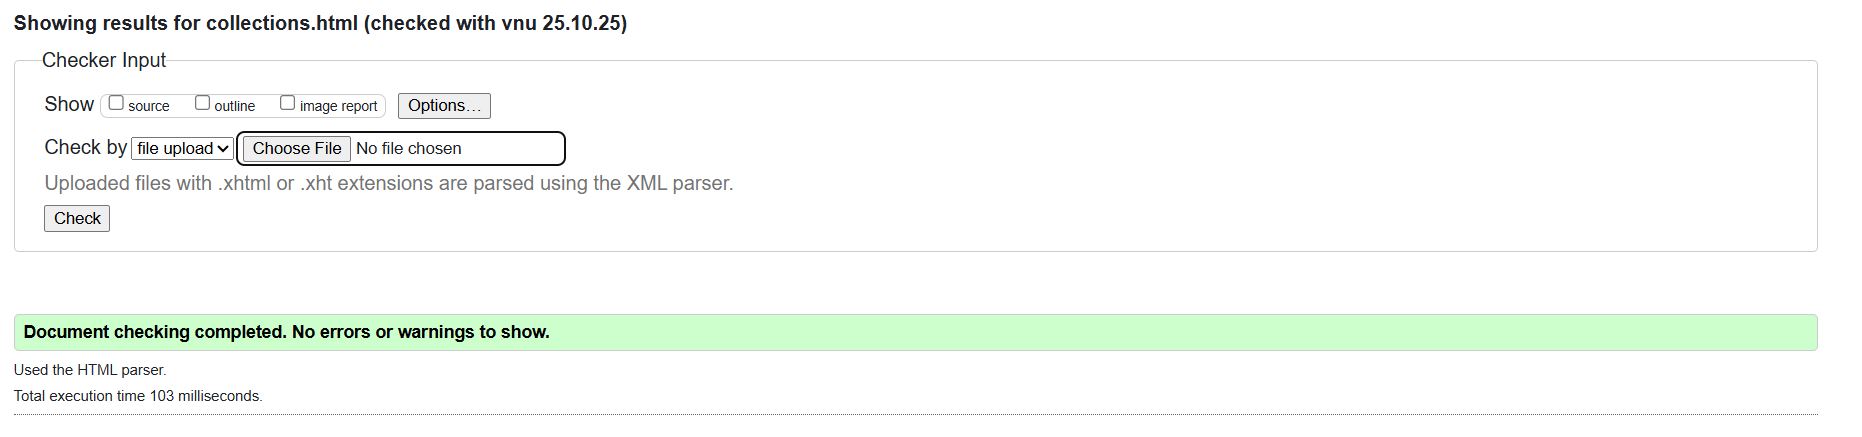 Showing results for collections.html (checked with vnu 25.10.25)
Checker Input
Show source outline image report Options…
Check by file upload Choose File No file chosen
Uploaded files with .xhtml or .xht extensions are parsed using the XML parser.
Check
Document checking completed. No errors or warnings to show.
Used the HTML parser.
Total execution time 103 milliseconds.